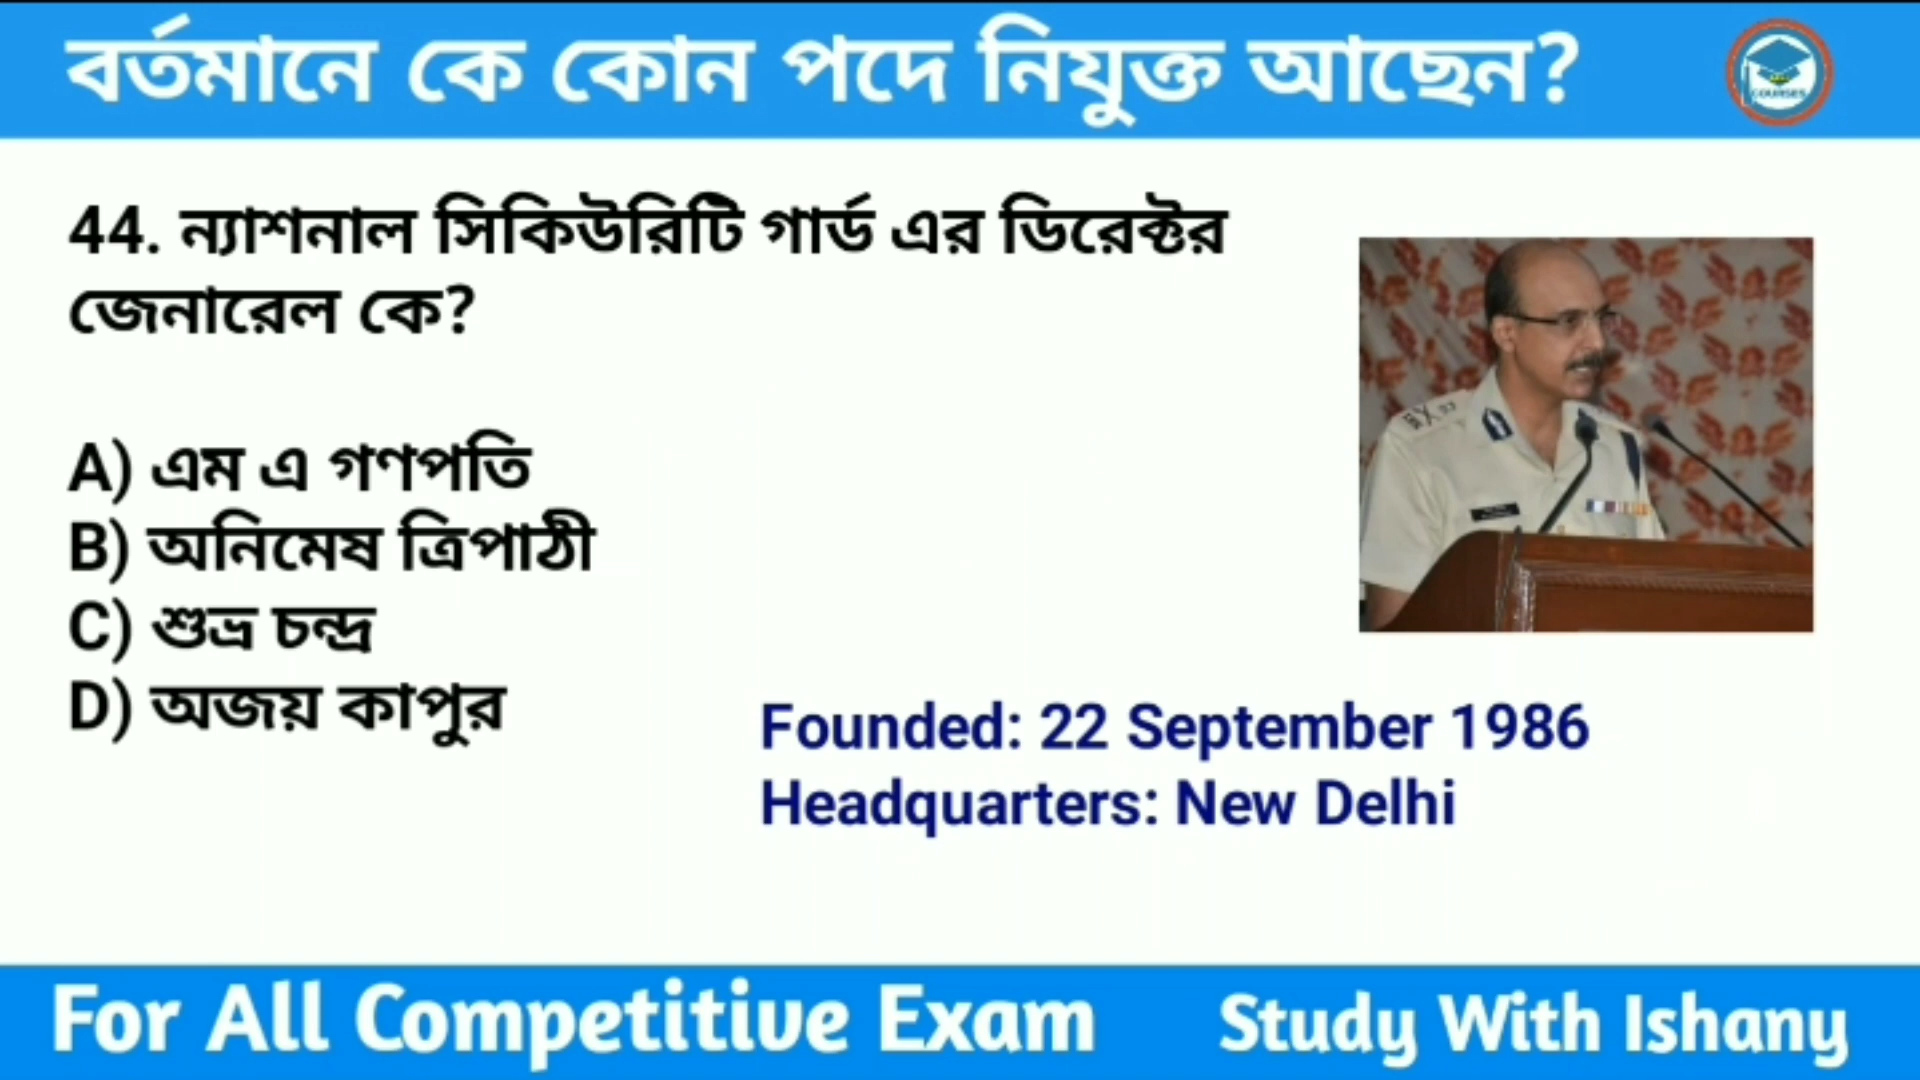 বর্তমানে কে কোন পদে নিযুক্ত আছেন?
COURSES
44. ন্যাশনাল সিকিউরিটি গার্ড এর ডিরেক্টর
জেনারেল কে?
A) এম এ গণপতি
B) অনিমেষ ত্রিপাঠী
C) শুভ্র চন্দ্র
D) অজয় কাপুর
Founded: 22 September 1986
Headquarters: New Delhi
For All Competitive Exam
Study With Ishany